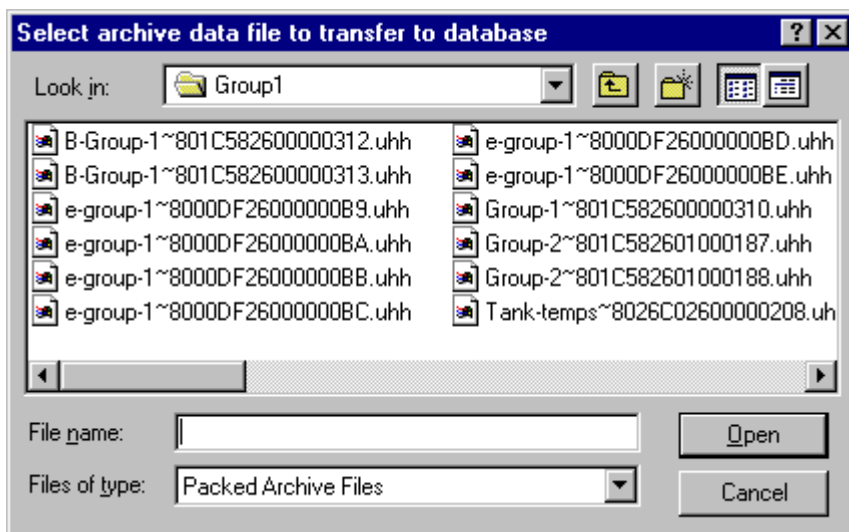 Select archive data file to transfer to database
Look in: Group1
B-Group-1~801C582600000312.uhh
B-Group-1~801C582600000313.uhh
e-group-1~8000DF26000000B9.uhh
e-group-1~8000DF26000000BA.uhh
e-group-1~8000DF26000000BB.uhh
e-group-1~8000DF26000000BC.uhh
e-group-1~8000DF26000000BD.uhh
e-group-1~8000DF26000000BE.uhh
Group-1~801C582600000310.uhh
Group-2~801C582601000187.uhh
Group-2~801C582601000188.uhh
Tank-temps~8026C02600000208.uh
File name:
Open
Files of type: Packed Archive Files
Cancel